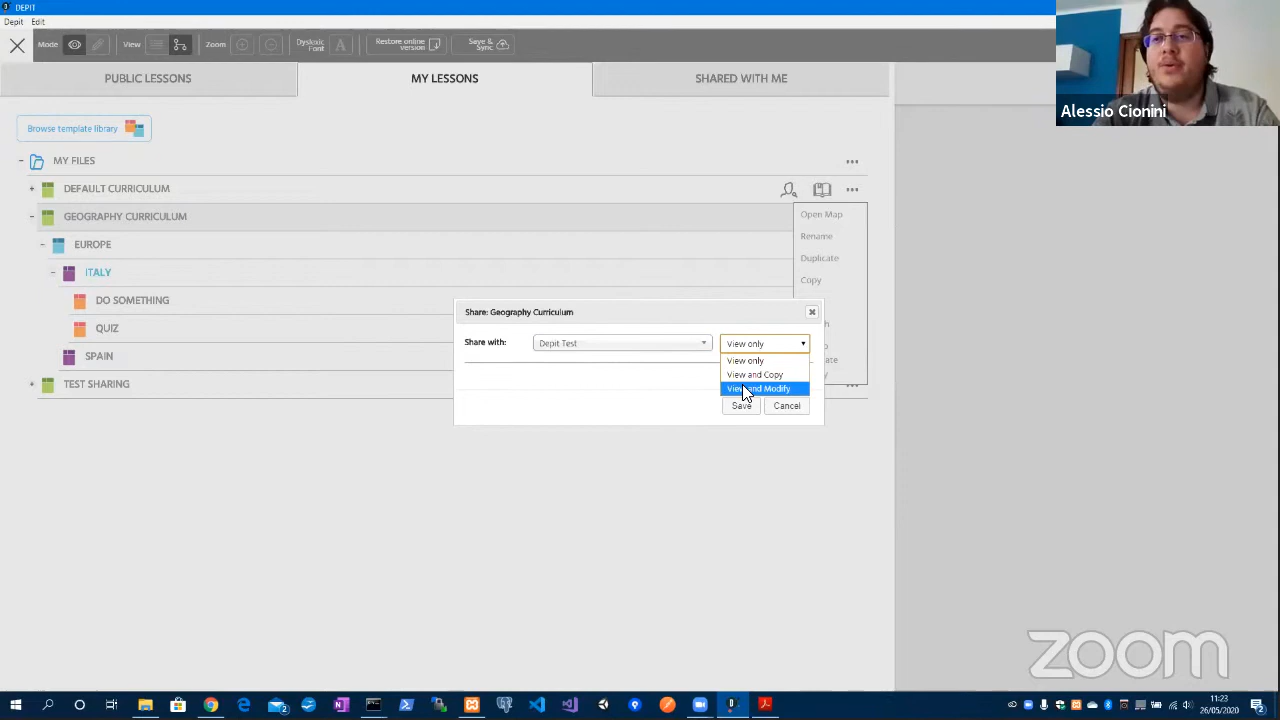 DEPIT
Depit Edit
Mode View Zoom Dyslexic Font A Restore online version Save & Sync
PUBLIC LESSONS MY LESSONS SHARED WITH ME
Alessio Cionini
Browse template library
MY FILES
DEFAULT CURRICULUM
GEOGRAPHY CURRICULUM
Open Map
Rename
EUROPE
Duplicate
ITALY
Copy
DO SOMETHING
Share: Geography Curriculum
QUIZ
Share with: Depit Test View only
View only
SPAIN
View and Copy
TEST SHARING
View and Modify
Save Cancel
zoom
11:23
26/05/2020